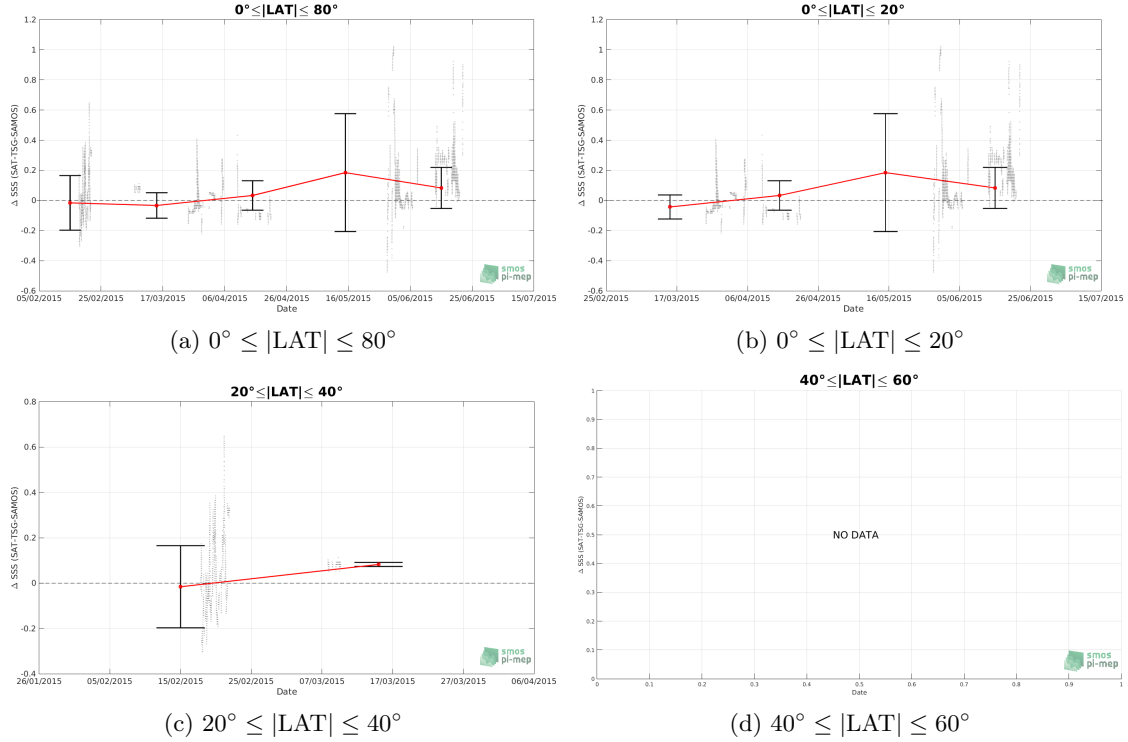 0°≤|LAT|≤ 80°
1.2
1
0.8
0.6
0.4
0.2
0
-0.2
-0.4
-0.6
Δ SSS (SAT-TSG-SAMOS)
05/02/2015 25/02/2015 17/03/2015 06/04/2015 26/04/2015 16/05/2015 05/06/2015 25/06/2015 15/07/2015
Date
smos
pi-mep
(a) 0° ≤ |LAT| ≤ 80°
0°≤|LAT|≤ 20°
1.2
1
0.8
0.6
0.4
0.2
0
-0.2
-0.4
-0.6
Δ SSS (SAT-TSG-SAMOS)
25/02/2015 17/03/2015 06/04/2015 26/04/2015 16/05/2015 05/06/2015 25/06/2015 15/07/2015
Date
smos
pi-mep
(b) 0° ≤ |LAT| ≤ 20°
20°≤|LAT|≤ 40°
0.8
0.6
0.4
0.2
0
-0.2
-0.4
Δ SSS (SAT-TSG-SAMOS)
26/01/2015 05/02/2015 15/02/2015 25/02/2015 07/03/2015 17/03/2015 27/03/2015 06/04/2015
Date
smos
pi-mep
(c) 20° ≤ |LAT| ≤ 40°
40°≤|LAT|≤ 60°
1
0.9
0.8
0.7
0.6
0.5
0.4
0.3
0.2
0.1
0
Δ SSS (SAT-TSG-SAMOS)
NO DATA
0 0.1 0.2 0.3 0.4 0.5 0.6 0.7 0.8 0.9 1
Date
smos
pi-mep
(d) 40° ≤ |LAT| ≤ 60°